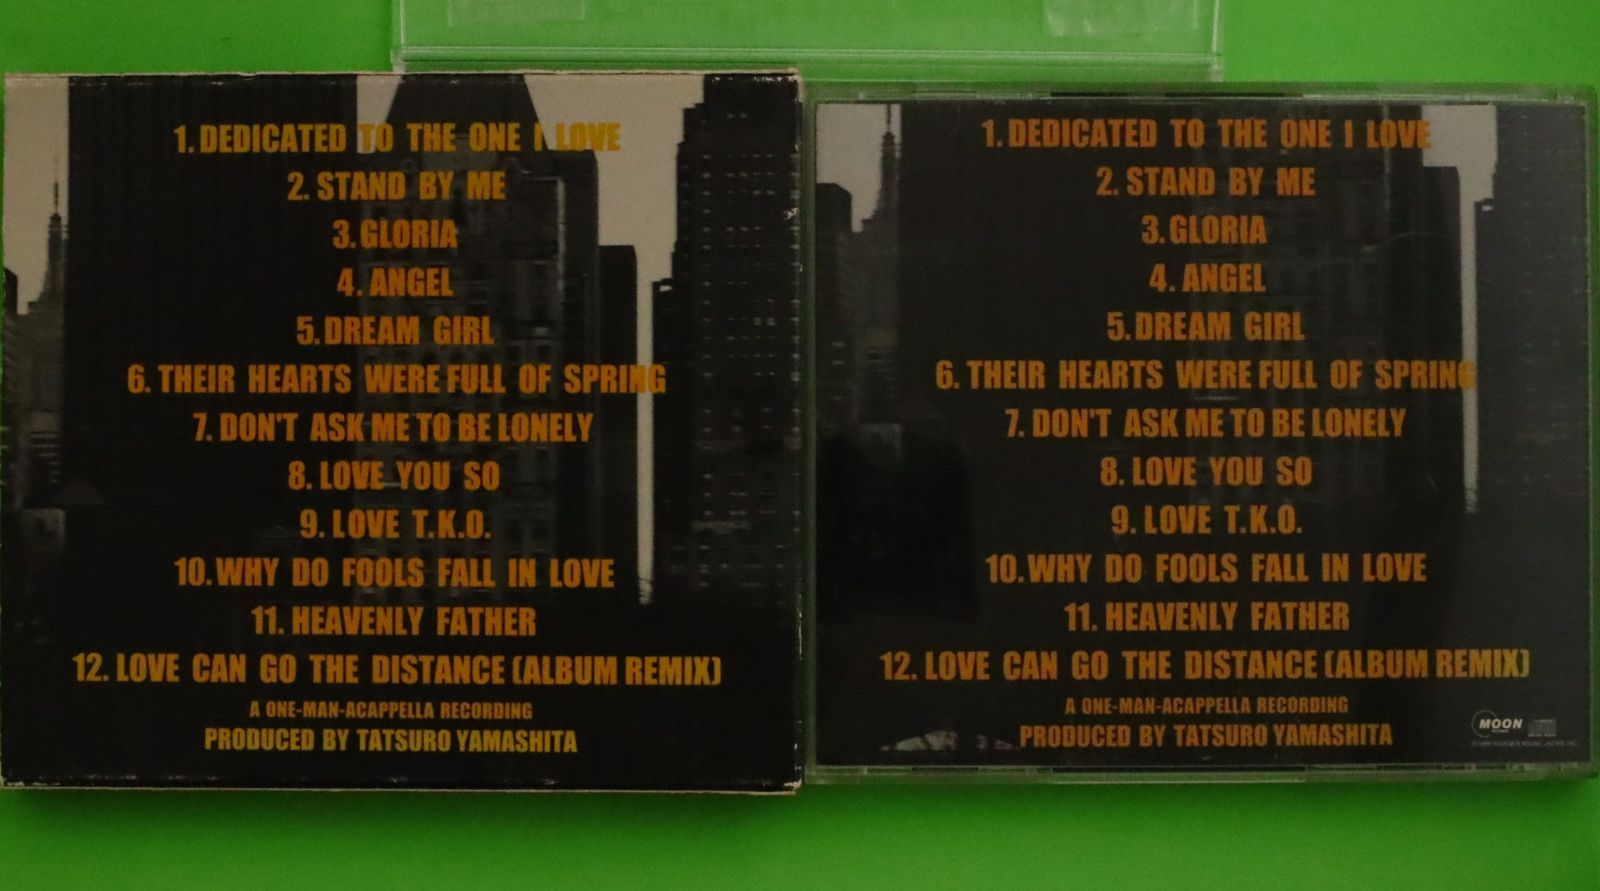 1. DEDICATED TO THE ONE I LOVE
2. STAND BY ME
3. GLORIA
4. ANGEL
5. DREAM GIRL
6. THEIR HEARTS WERE FULL OF SPRING
7. DON'T ASK ME TO BE LONELY
8. LOVE YOU SO
9. LOVE T.K.O.
10. WHY DO FOOLS FALL IN LOVE
11. HEAVENLY FATHER
12. LOVE CAN GO THE DISTANCE (ALBUM REMIX)
A ONE-MAN-ACAPPELLA RECORDING
PRODUCED BY TATSURO YAMASHITA
1. DEDICATED TO THE ONE I LOVE
2. STAND BY ME
3. GLORIA
4. ANGEL
5. DREAM GIRL
6. THEIR HEARTS WERE FULL OF SPRING
7. DON'T ASK ME TO BE LONELY
8. LOVE YOU SO
9. LOVE T.K.O.
10. WHY DO FOOLS FALL IN LOVE
11. HEAVENLY FATHER
12. LOVE CAN GO THE DISTANCE (ALBUM REMIX)
A ONE-MAN-ACAPPELLA RECORDING
PRODUCED BY TATSURO YAMASHITA
MOON